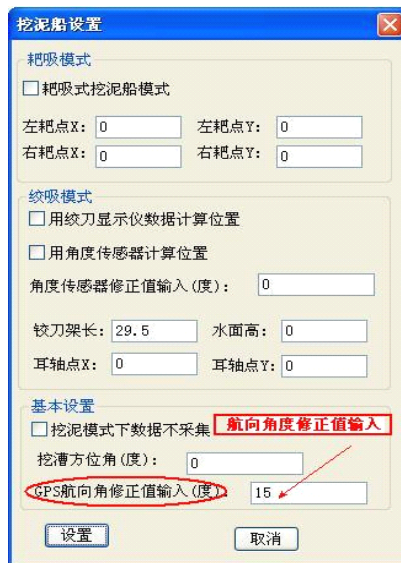 挖泥船设置
耙吸模式
耙吸式挖泥船模式
左耙点X: 0 左耙点Y: 0
右耙点X: 0 右耙点Y: 0
绞吸模式
用绞刀显示仪数据计算位置
用角度传感器计算位置
角度传感器修正值输入(度): 0
铰刀架长: 29.5 水面高: 0
耳轴点X: 0 耳轴点Y: 0
基本设置
挖泥模式下数据不采集 航向角度修正值输入
挖漕方位角(度): 0
GPS航向角修正值输入(度): 15
设置 取消